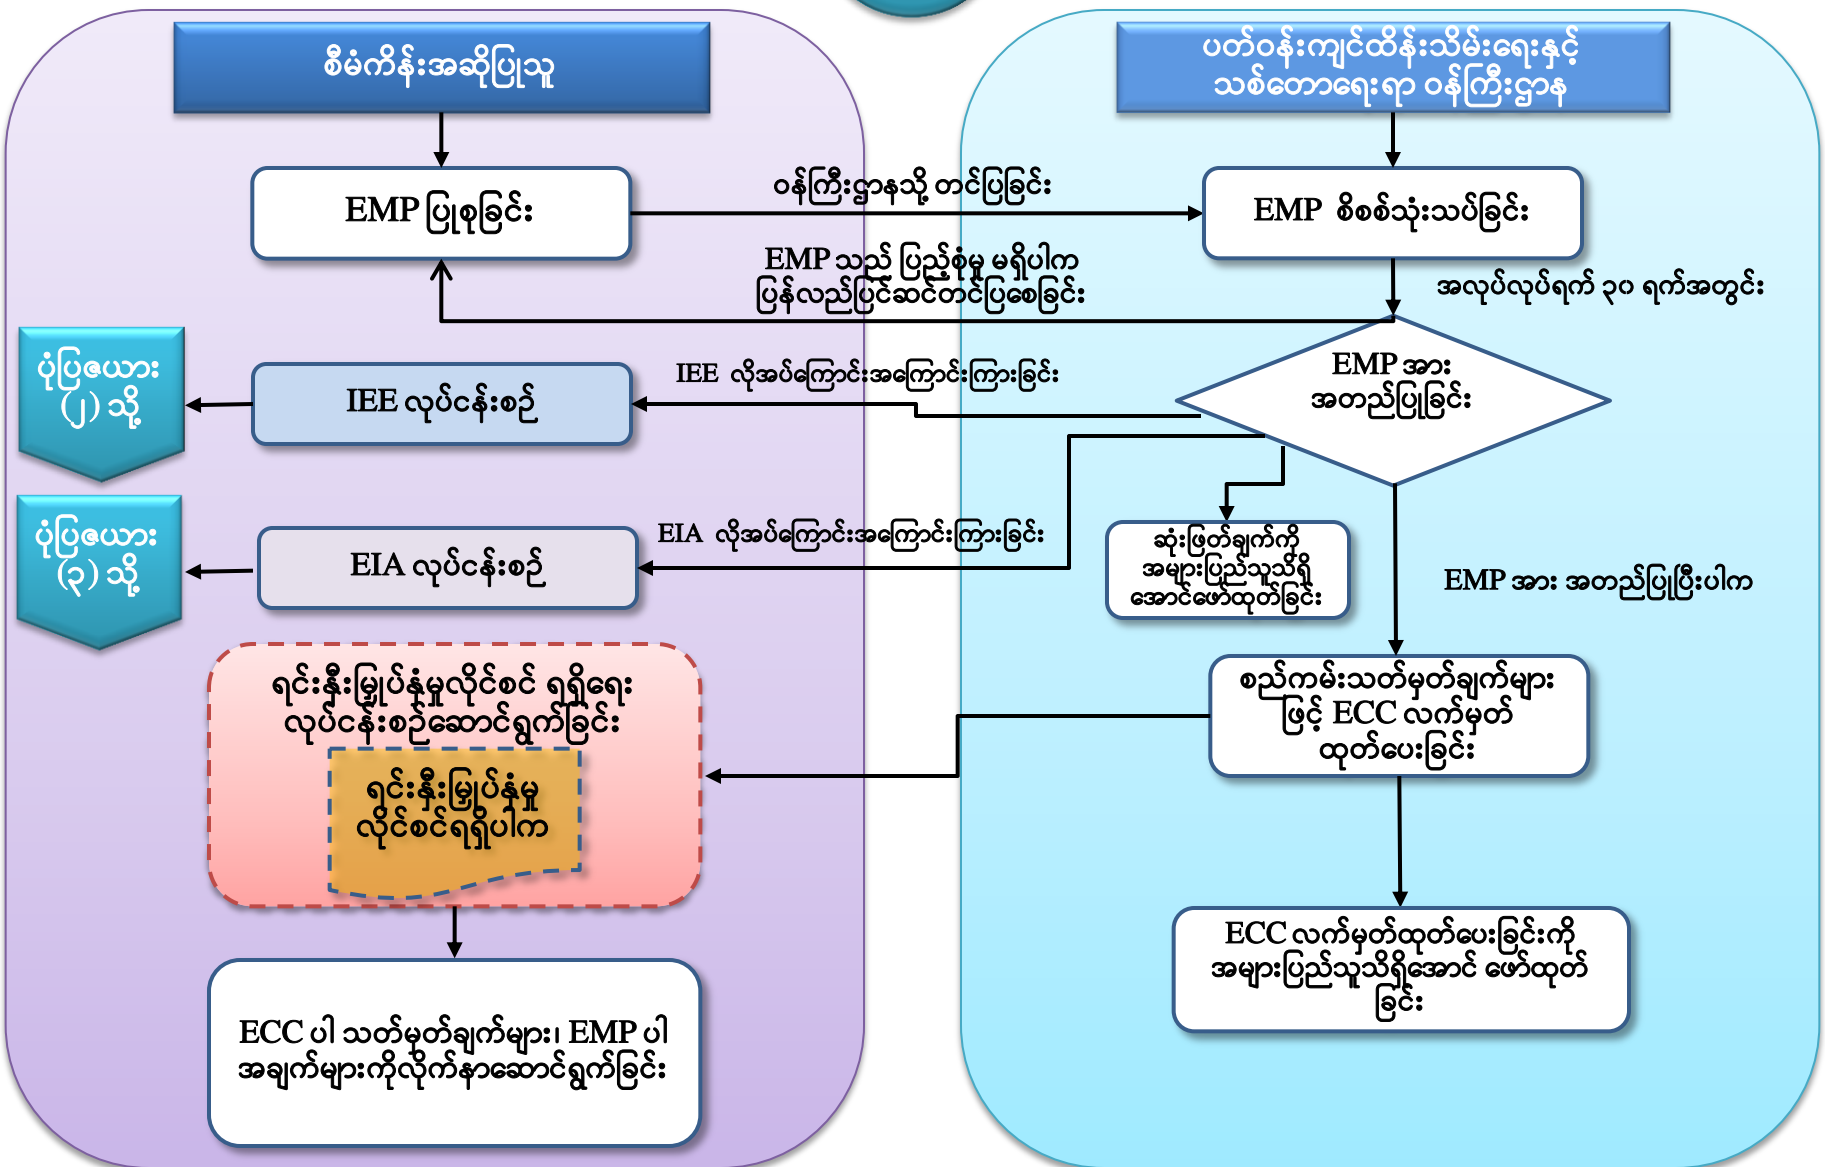 စီမံကိန်းအဆိုပြုသူ
ပတ်ဝန်းကျင်ထိန်းသိမ်းရေးနှင့်
သစ်တောရေးရာ ဝန်ကြီးဌာန
EMP ပြုစုခြင်း
ဝန်ကြီးဌာနသို့ တင်ပြခြင်း
EMP စိစစ်သုံးသပ်ခြင်း
EMP သည် ပြည့်စုံမှု မရှိပါက
ပြန်လည်ပြင်ဆင်တင်ပြစေခြင်း
အလုပ်လုပ်ရက် ၃၀ ရက်အတွင်း
EMP အား
အတည်ပြုခြင်း
ပုံပြဇယား
(၂) သို့
IEE လုပ်ငန်းစဉ်
IEE လိုအပ်ကြောင်းအကြောင်းကြားခြင်း
ပုံပြဇယား
(၃) သို့
EIA လုပ်ငန်းစဉ်
EIA လိုအပ်ကြောင်းအကြောင်းကြားခြင်း
ဆုံးဖြတ်ချက်ကို
အများပြည်သူသိရှိ
အောင်ဖော်ထုတ်ခြင်း
EMP အား အတည်ပြုပြီးပါက
ရင်းနှီးမြှုပ်နှံမှုလိုင်စင် ရရှိရေး
လုပ်ငန်းစဉ်ဆောင်ရွက်ခြင်း
ရင်းနှီးမြှုပ်နှံမှု
လိုင်စင်ရရှိပါက
စည်ကမ်းသတ်မှတ်ချက်များ
ဖြင့် ECC လက်မှတ်
ထုတ်ပေးခြင်း
ECC လက်မှတ်ထုတ်ပေးခြင်းကို
အများပြည်သူသိရှိအောင် ဖော်ထုတ်
ခြင်း
ECC ပါ သတ်မှတ်ချက်များ၊ EMP ပါ
အချက်များကိုလိုက်နာဆောင်ရွက်ခြင်း